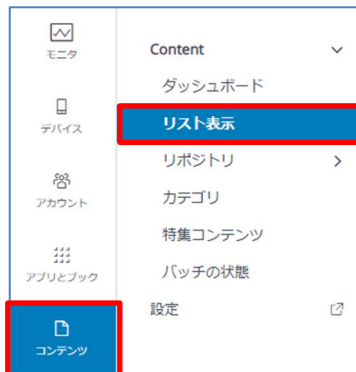 モニタ
デバイス
アカウント
アプリとブック
コンテンツ
Content
ダッシュボード
リスト表示
リポジトリ
カテゴリ
特集コンテンツ
バッチの状態
設定